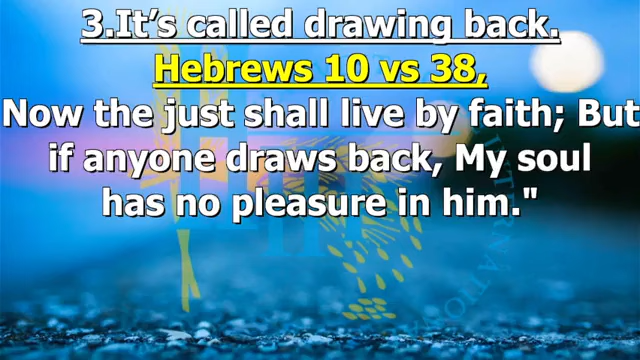 3.It’s called drawing back.
Hebrews 10 vs 38,
Now the just shall live by faith; But
if anyone draws back, My soul
has no pleasure in him."